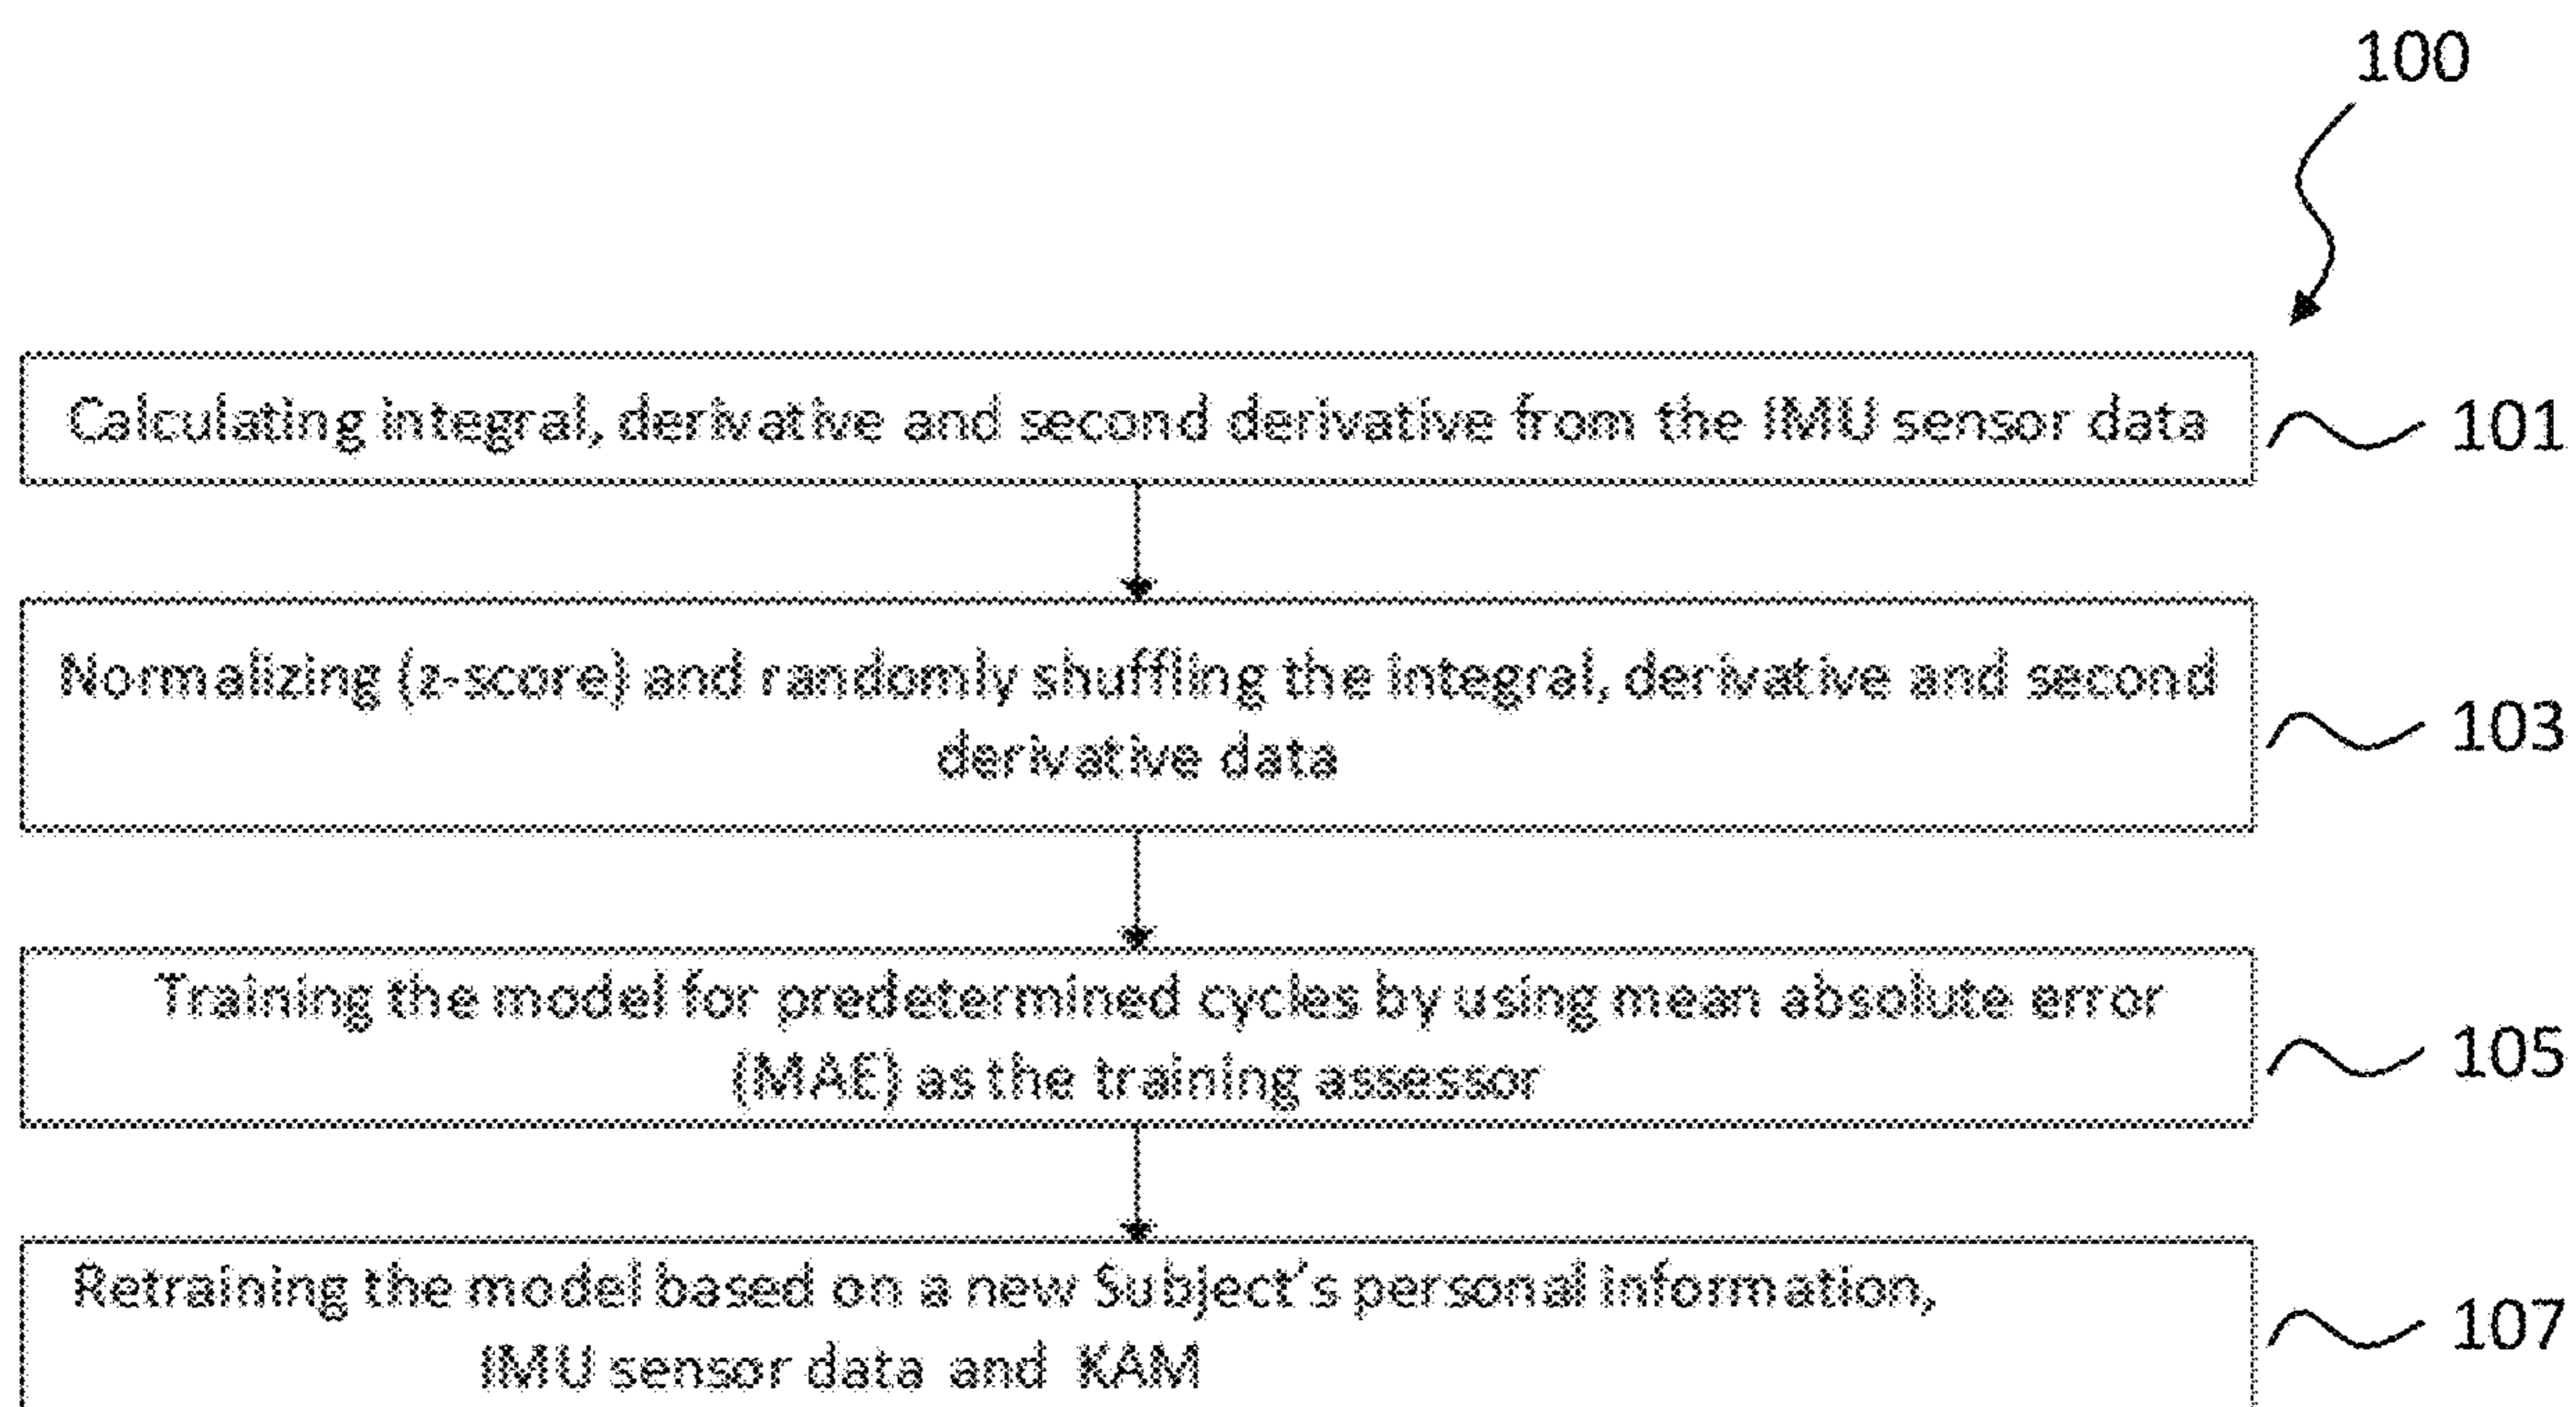 100
Calculating integral, derivative and second derivative from the IMU sensor data
101
Normalizing (z-score) and randomly shuffling the integral, derivative and second
derivative data
103
Training the model for predetermined cycles by using mean absolute error
(MAE) as the training assessor
105
Retraining the model based on a new Subject's personal information,
IMU sensor data and KAM
107